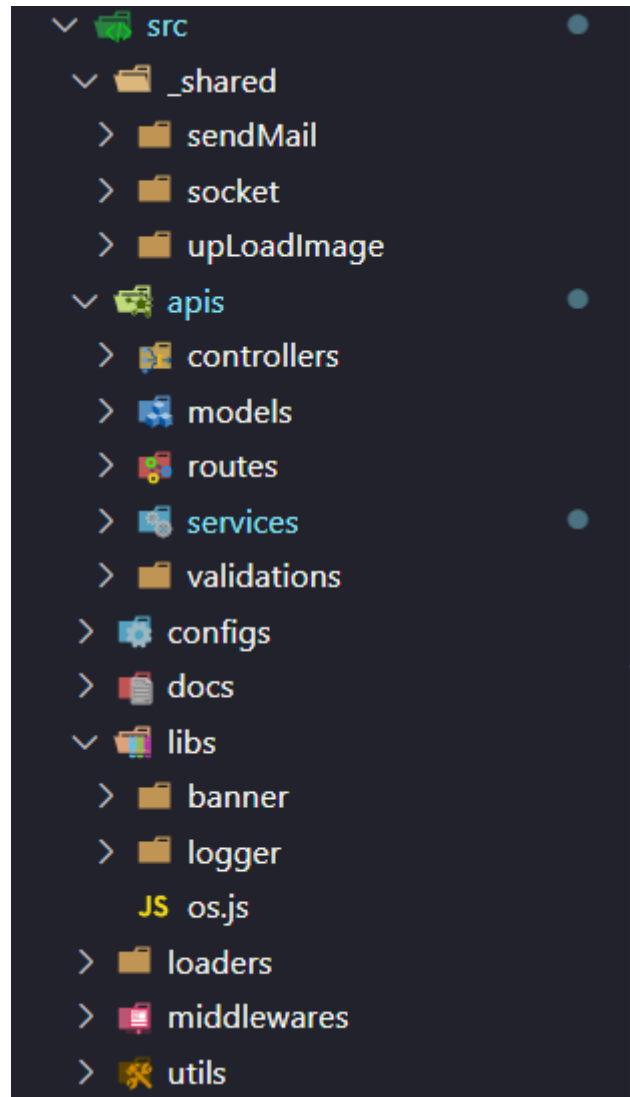 src
_shared
sendMail
socket
upLoadImage
apis
controllers
models
routes
services
validations
configs
docs
libs
banner
logger
JS os.js
loaders
middlewares
utils